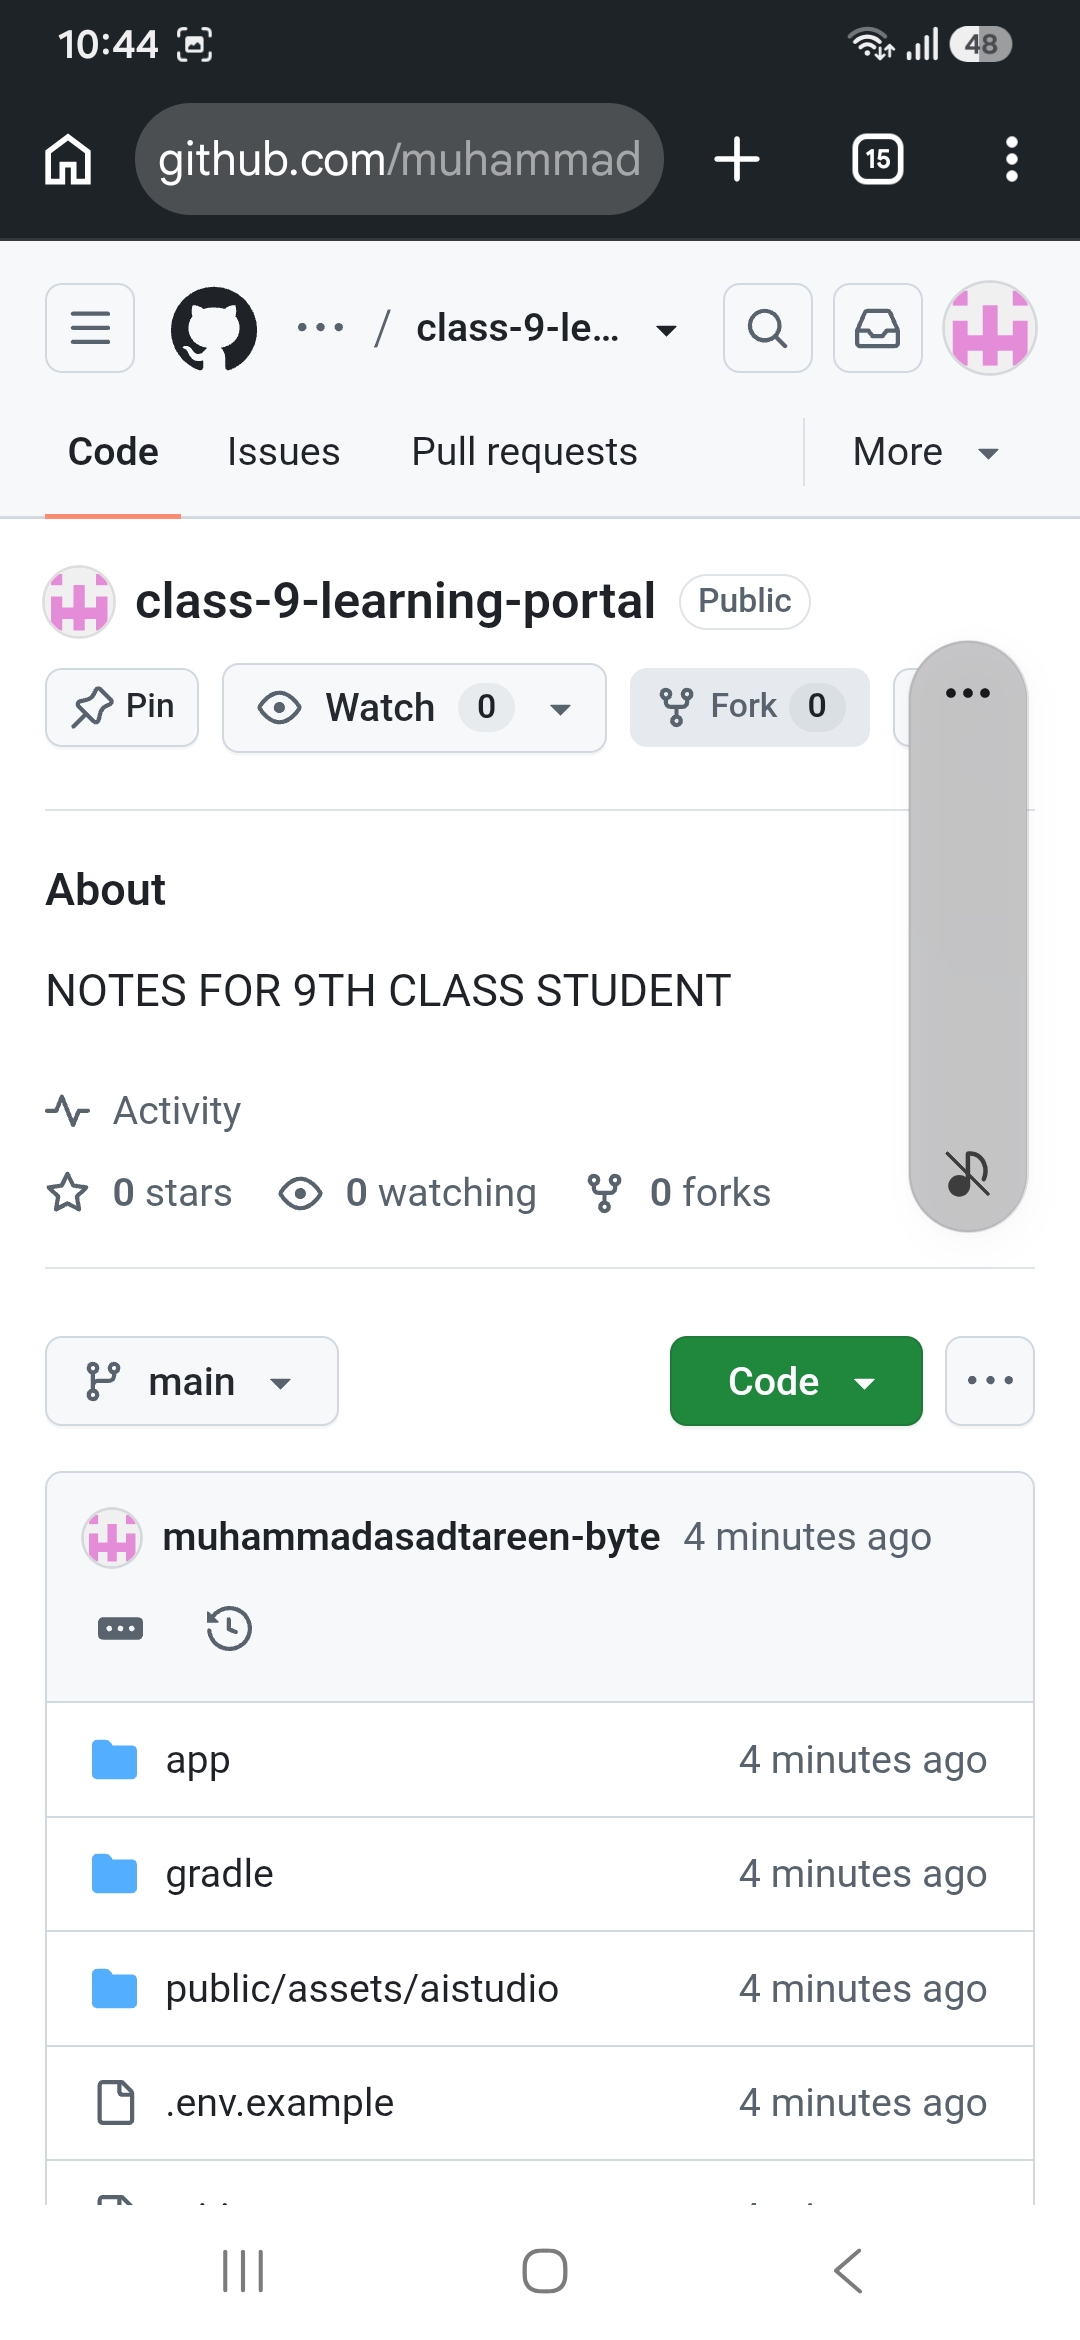 10:44 48
github.com/muhammad 15
/ class-9-le...
Code Issues Pull requests More
class-9-learning-portal Public
Pin Watch 0 Fork 0
About
NOTES FOR 9TH CLASS STUDENT
Activity
0 stars 0 watching 0 forks
main Code
muhammadasadtareen-byte 4 minutes ago
app 4 minutes ago
gradle 4 minutes ago
public/assets/aistudio 4 minutes ago
.env.example 4 minutes ago